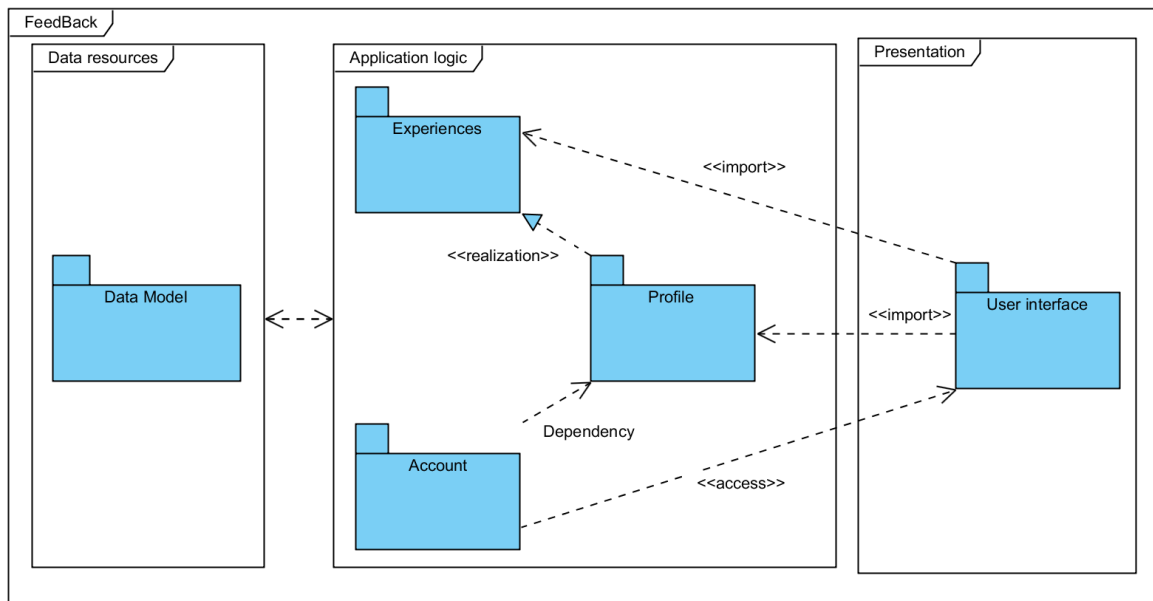 FeedBack
Data resources
Application logic
Presentation
Experiences
<<import>>
<<realization>>
Data Model
Profile
User interface
<<import>>
Dependency
Account
<<access>>